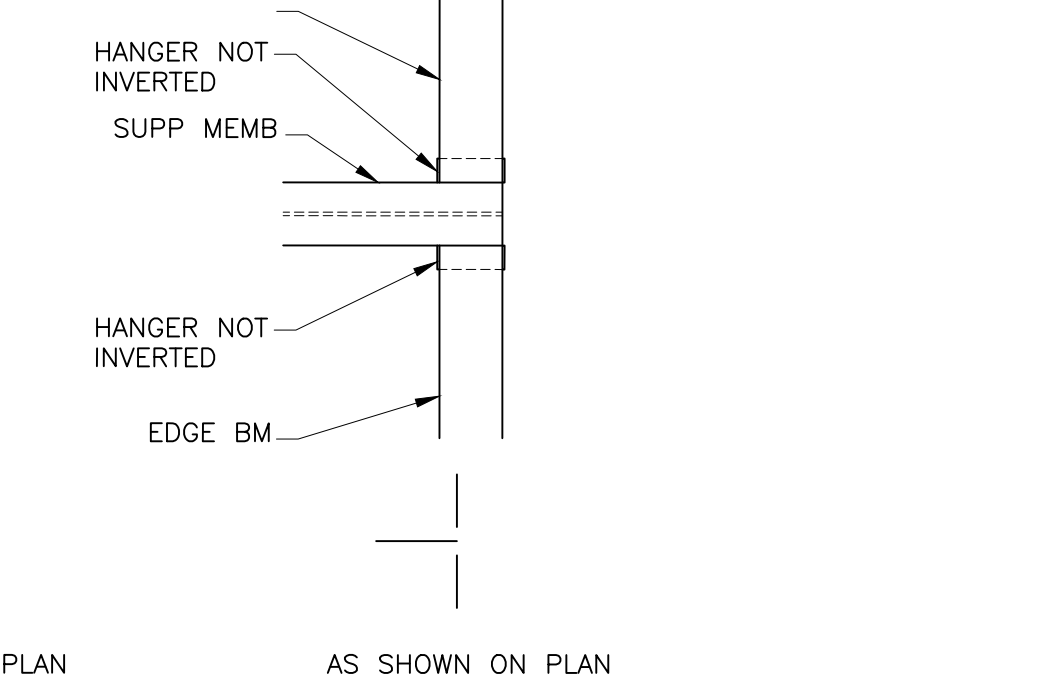 HANGER NOT
INVERTED
SUPP MEMB
HANGER NOT
INVERTED
EDGE BM
PLAN
AS SHOWN ON PLAN